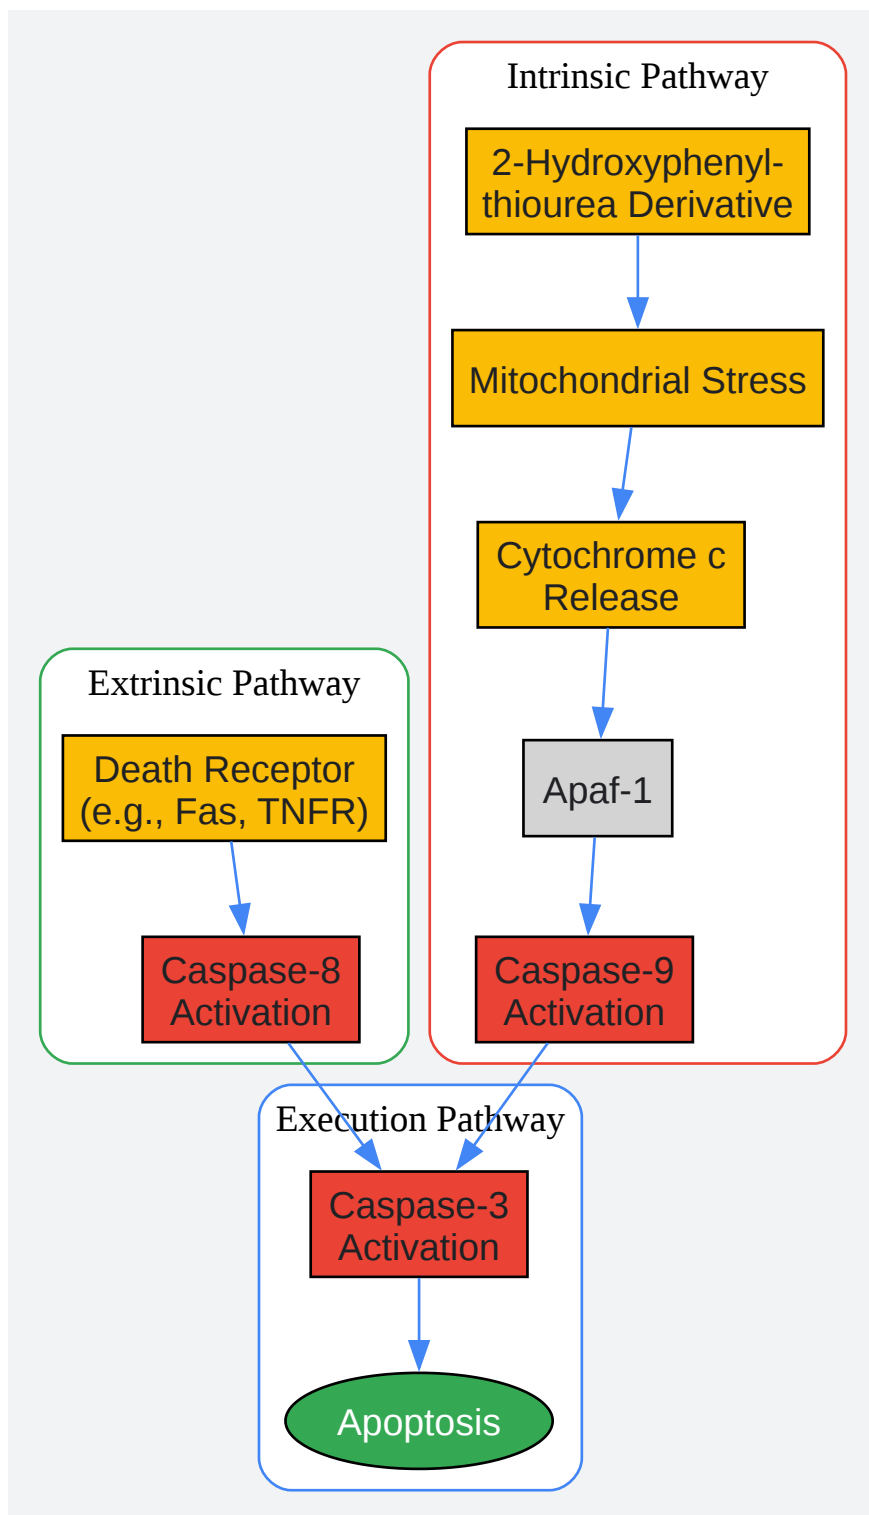 Intrinsic Pathway
2-Hydroxyphenyl-
thiourea Derivative
Mitochondrial Stress
Cytochrome c
Release
Apaf-1
Caspase-9
Activation
Extrinsic Pathway
Death Receptor
(e.g., Fas, TNFR)
Caspase-8
Activation
Execution Pathway
Caspase-3
Activation
Apoptosis